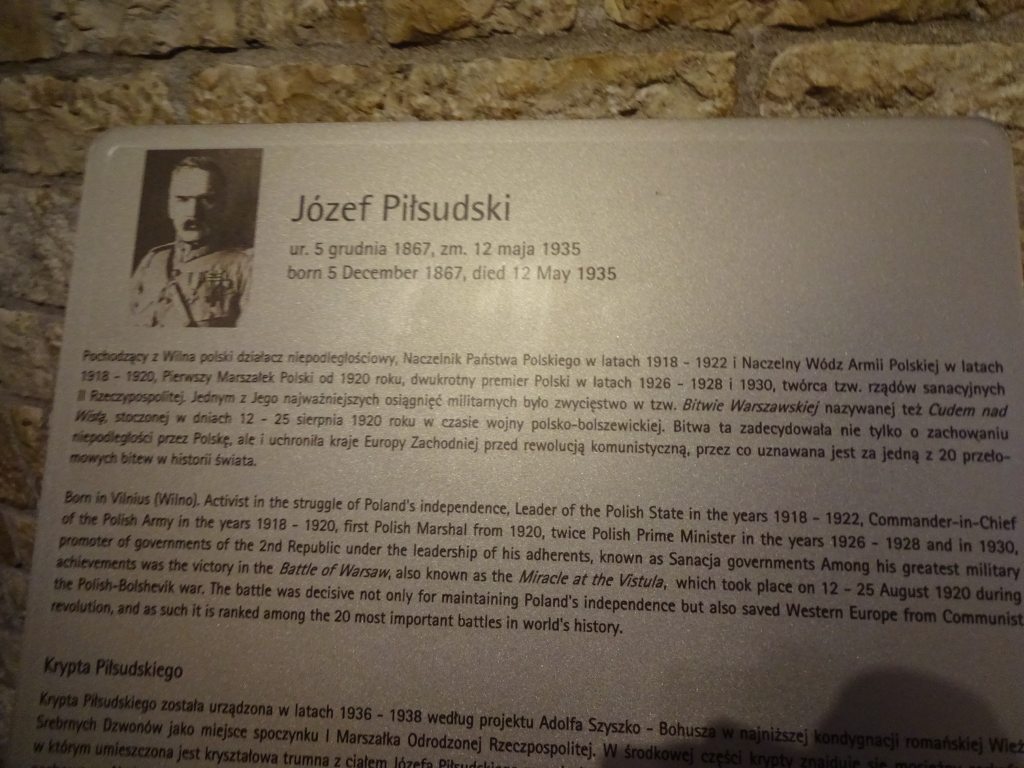 Józef Piłsudski
ur. 5 grudnia 1867, zm. 12 maja 1935
born 5 December 1867, died 12 May 1935
Pochodzący z Wilna polski działacz niepodległościowy, Naczelnik Państwa Polskiego w latach 1918 - 1922 i Naczelny Wódz Armii Polskiej w latach
1918 - 1920, Pierwszy Marszałek Polski od 1920 roku, dwukrotny premier Polski w latach 1926 - 1928 i 1930, twórca tzw. rządów sanacyjnych
II Rzeczypospolitej. Jednym z Jego najważniejszych osiągnięć militarnych było zwycięstwo w tzw. Bitwie Warszawskiej nazywanej też Cudem nad
Wisłą, stoczonej w dniach 12 - 25 sierpnia 1920 roku w czasie wojny polsko-bolszewickiej. Bitwa ta zadecydowała nie tylko o zachowaniu
niepodległości przez Polskę, ale i uchroniła kraje Europy Zachodniej przed rewolucją komunistyczną, przez co uznawana jest za jedną z 20 przeło-
mowych bitew w historii świata.
Born in Vilnius (Wilno). Activist in the struggle of Poland's independence, Leader of the Polish State in the years 1918 - 1922, Commander-in-Chief
of the Polish Army in the years 1918 - 1920, first Polish Marshal from 1920, twice Polish Prime Minister in the years 1926 - 1928 and in 1930,
promoter of governments of the 2nd Republic under the leadership of his adherents, known as Sanacja governments Among his greatest military
achievements was the victory in the Battle of Warsaw, also known as the Miracle at the Vistula, which took place on 12 - 25 August 1920 during
the Polish-Bolshevik war. The battle was decisive not only for maintaining Poland's independence but also saved Western Europe from Communist
revolution, and as such it is ranked among the 20 most important battles in world's history.
Krypta Piłsudskiego
Krypta Piłsudskiego została urządzona w latach 1936 - 1938 według projektu Adolfa Szyszko - Bohusza w najniższej kondygnacji romańskiej Wież
Srebrnych Dzwonów jako miejsce spoczynku I Marszałka Odrodzonej Rzeczpospolitej. W środkowej części krypty znajduje się
w którym umieszczona jest kryształowa trumna z ciałem Józefa Piłsudskiego